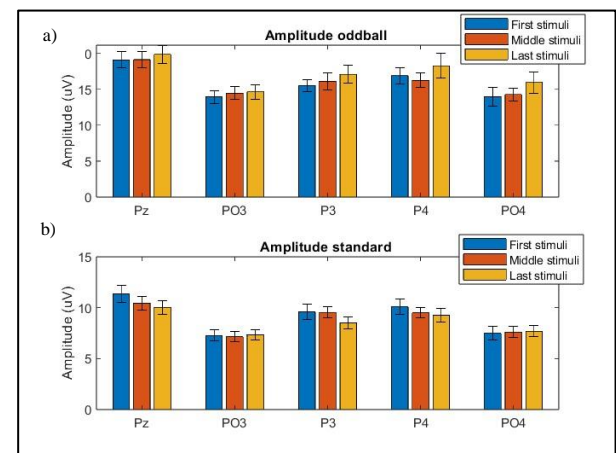 a)
Amplitude oddball
First stimuli
Middle stimuli
Last stimuli
Amplitude (uV)
0
15
10
5
0
Pz PO3 P3 P4 PO4
b)
Amplitude standard
First stimuli
Middle stimuli
Last stimuli
Amplitude (uV)
15
10
5
0
Pz PO3 P3 P4 PO4